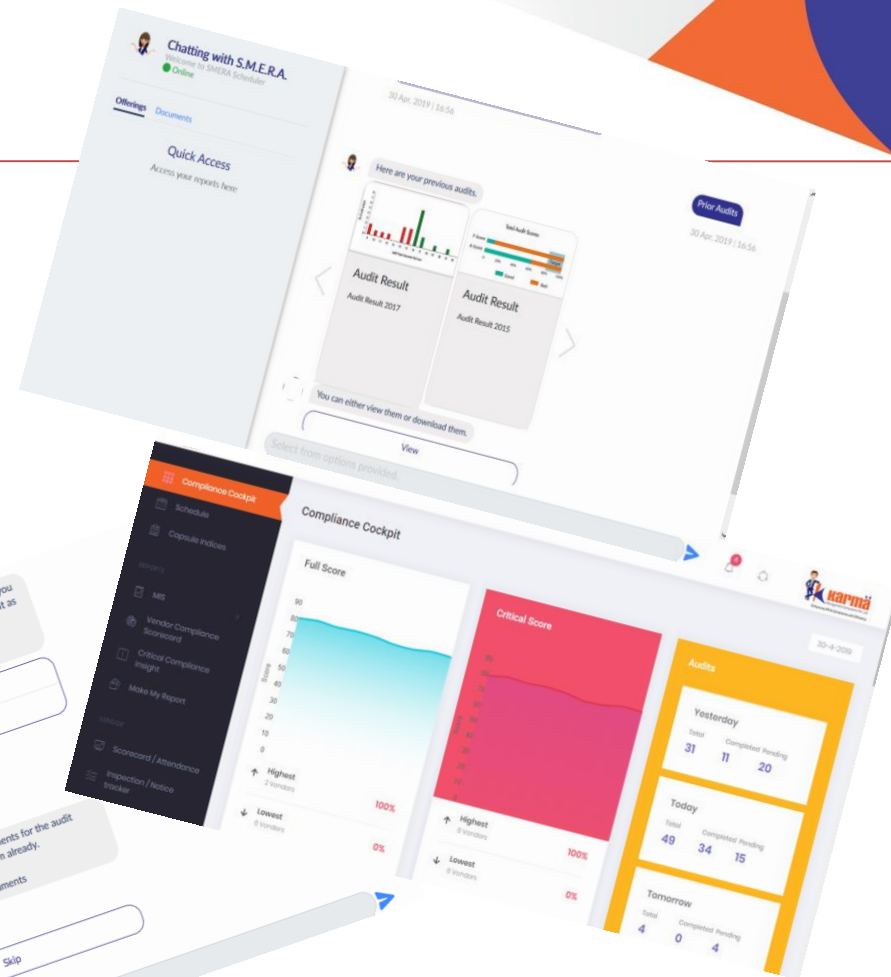 Chatting with S.M.E.R.A.
Welcome to SMERA Scheduler
Online
Offerings
Documents
Quick Access
Access your reports here
30 Apr, 2019 | 16:56
Prior Audits
30 Apr, 2019 | 16:56
Here are your previous audits.
Total Audit Scores
Audit Result
Audit Result 2017
Audit Result
Audit Result 2015
You can either view them or download them.
View
Select from options provided.
Compliance Cockpit
Schedule
Capsule Indices
REPORTS
MIS
Vendor Compliance
Scorecard
Critical Compliance
Insight
Make My Report
Scorecard / Attendance
Inspection / Notice
tracker
Compliance Cockpit
karmä
30-4-2019
Full Score
Score
90
80
70
60
50
40
30
20
10
0
Highest
2 Vendors
100%
Lowest
8 Vendors
0%
Critical Score
Highest
8 Vendors
100%
Lowest
8 Vendors
0%
Audits
Yesterday
Total Completed Pending
31 11 20
Today
Total Completed Pending
49 34 15
Tomorrow
Total Completed Pending
4 0 4
you
it as
ments for the audit
m already.
uments
Skip